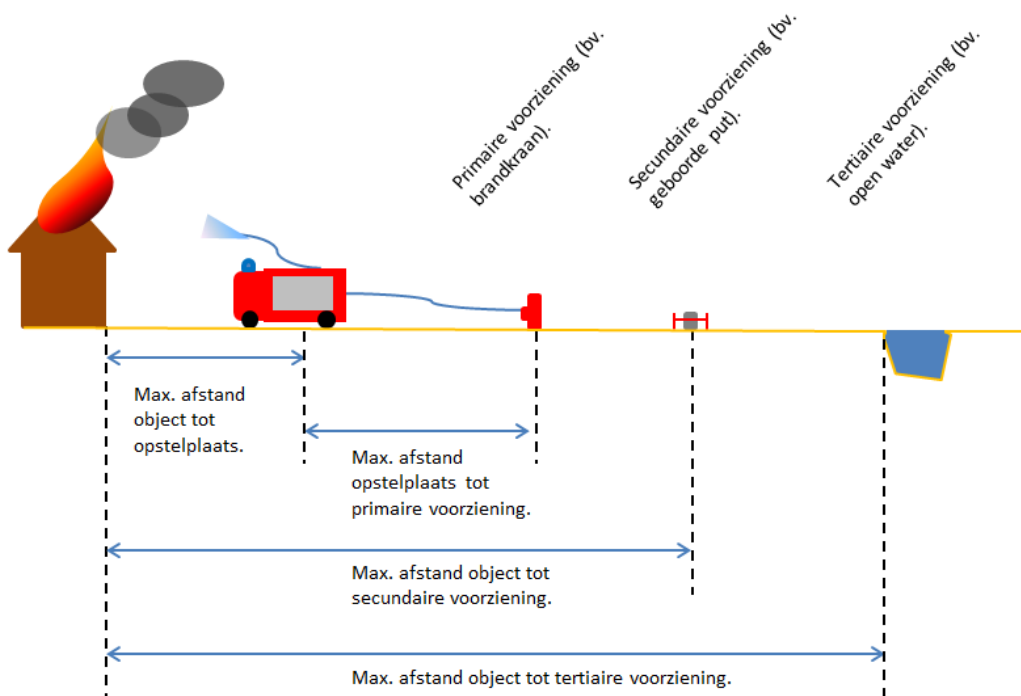 Primaire voorziening (bv.
brandkraan).
Secundaire voorziening (bv.
geboorde put).
Tertiaire voorziening (bv.
open water).
Max. afstand
object tot
opstelplaats.
Max. afstand
opstelplaats tot
primaire voorziening.
Max. afstand object tot
secundaire voorziening.
Max. afstand object tot tertiaire voorziening.